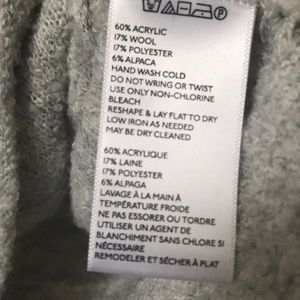 60% ACRYLIC
17% WOOL
17% POLYESTER
6% ALPACA
HAND WASH COLD
DO NOT WRING OR TWIST
USE ONLY NON-CHLORINE
BLEACH
RESHAPE & LAY FLAT TO DRY
LOW IRON AS NEEDED
MAY BE DRY CLEANED
60% ACRYLIQUE
17% LAINE
17% POLYESTER
6% ALPAGA
LAVAGE À LA MAIN À
TEMPÉRATURE FROIDE
NE PAS ESSORER OU TORDRE
UTILISER UN AGENT DE
BLANCHIMENT SANS CHLORE SI
NÉCESSAIRE
REMODELER ET SÉCHER À PLAT